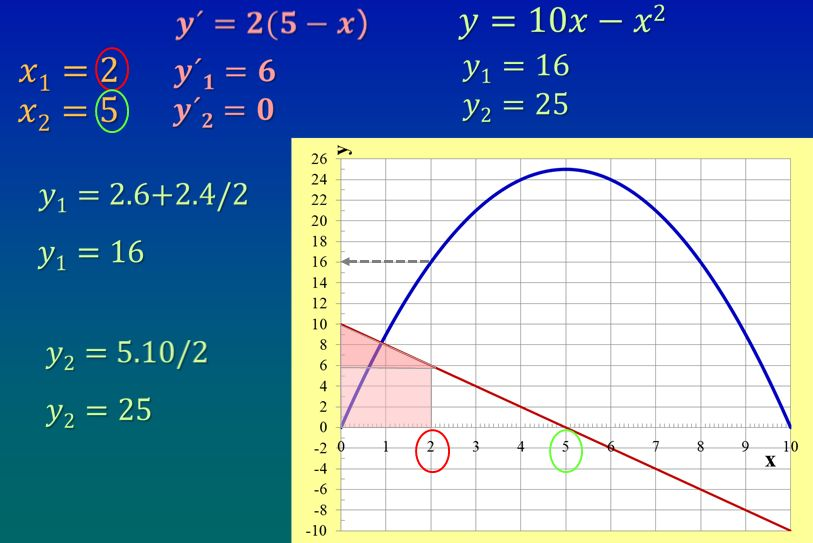 y´ = 2(5 − x)
y = 10x − x²
x₁ = 2
y´₁ = 6
y₁ = 16
x₂ = 5
y´₂ = 0
y₂ = 25
y₁ = 2.6+2.4/2
y₁ = 16
y₂ = 5.10/2
y₂ = 25
y,
26
24
22
20
18
16
14
12
10
8
6
4
2
0
-2
-4
-6
-8
-10
0 1 2 3 4 5 6 7 8 9 10
x